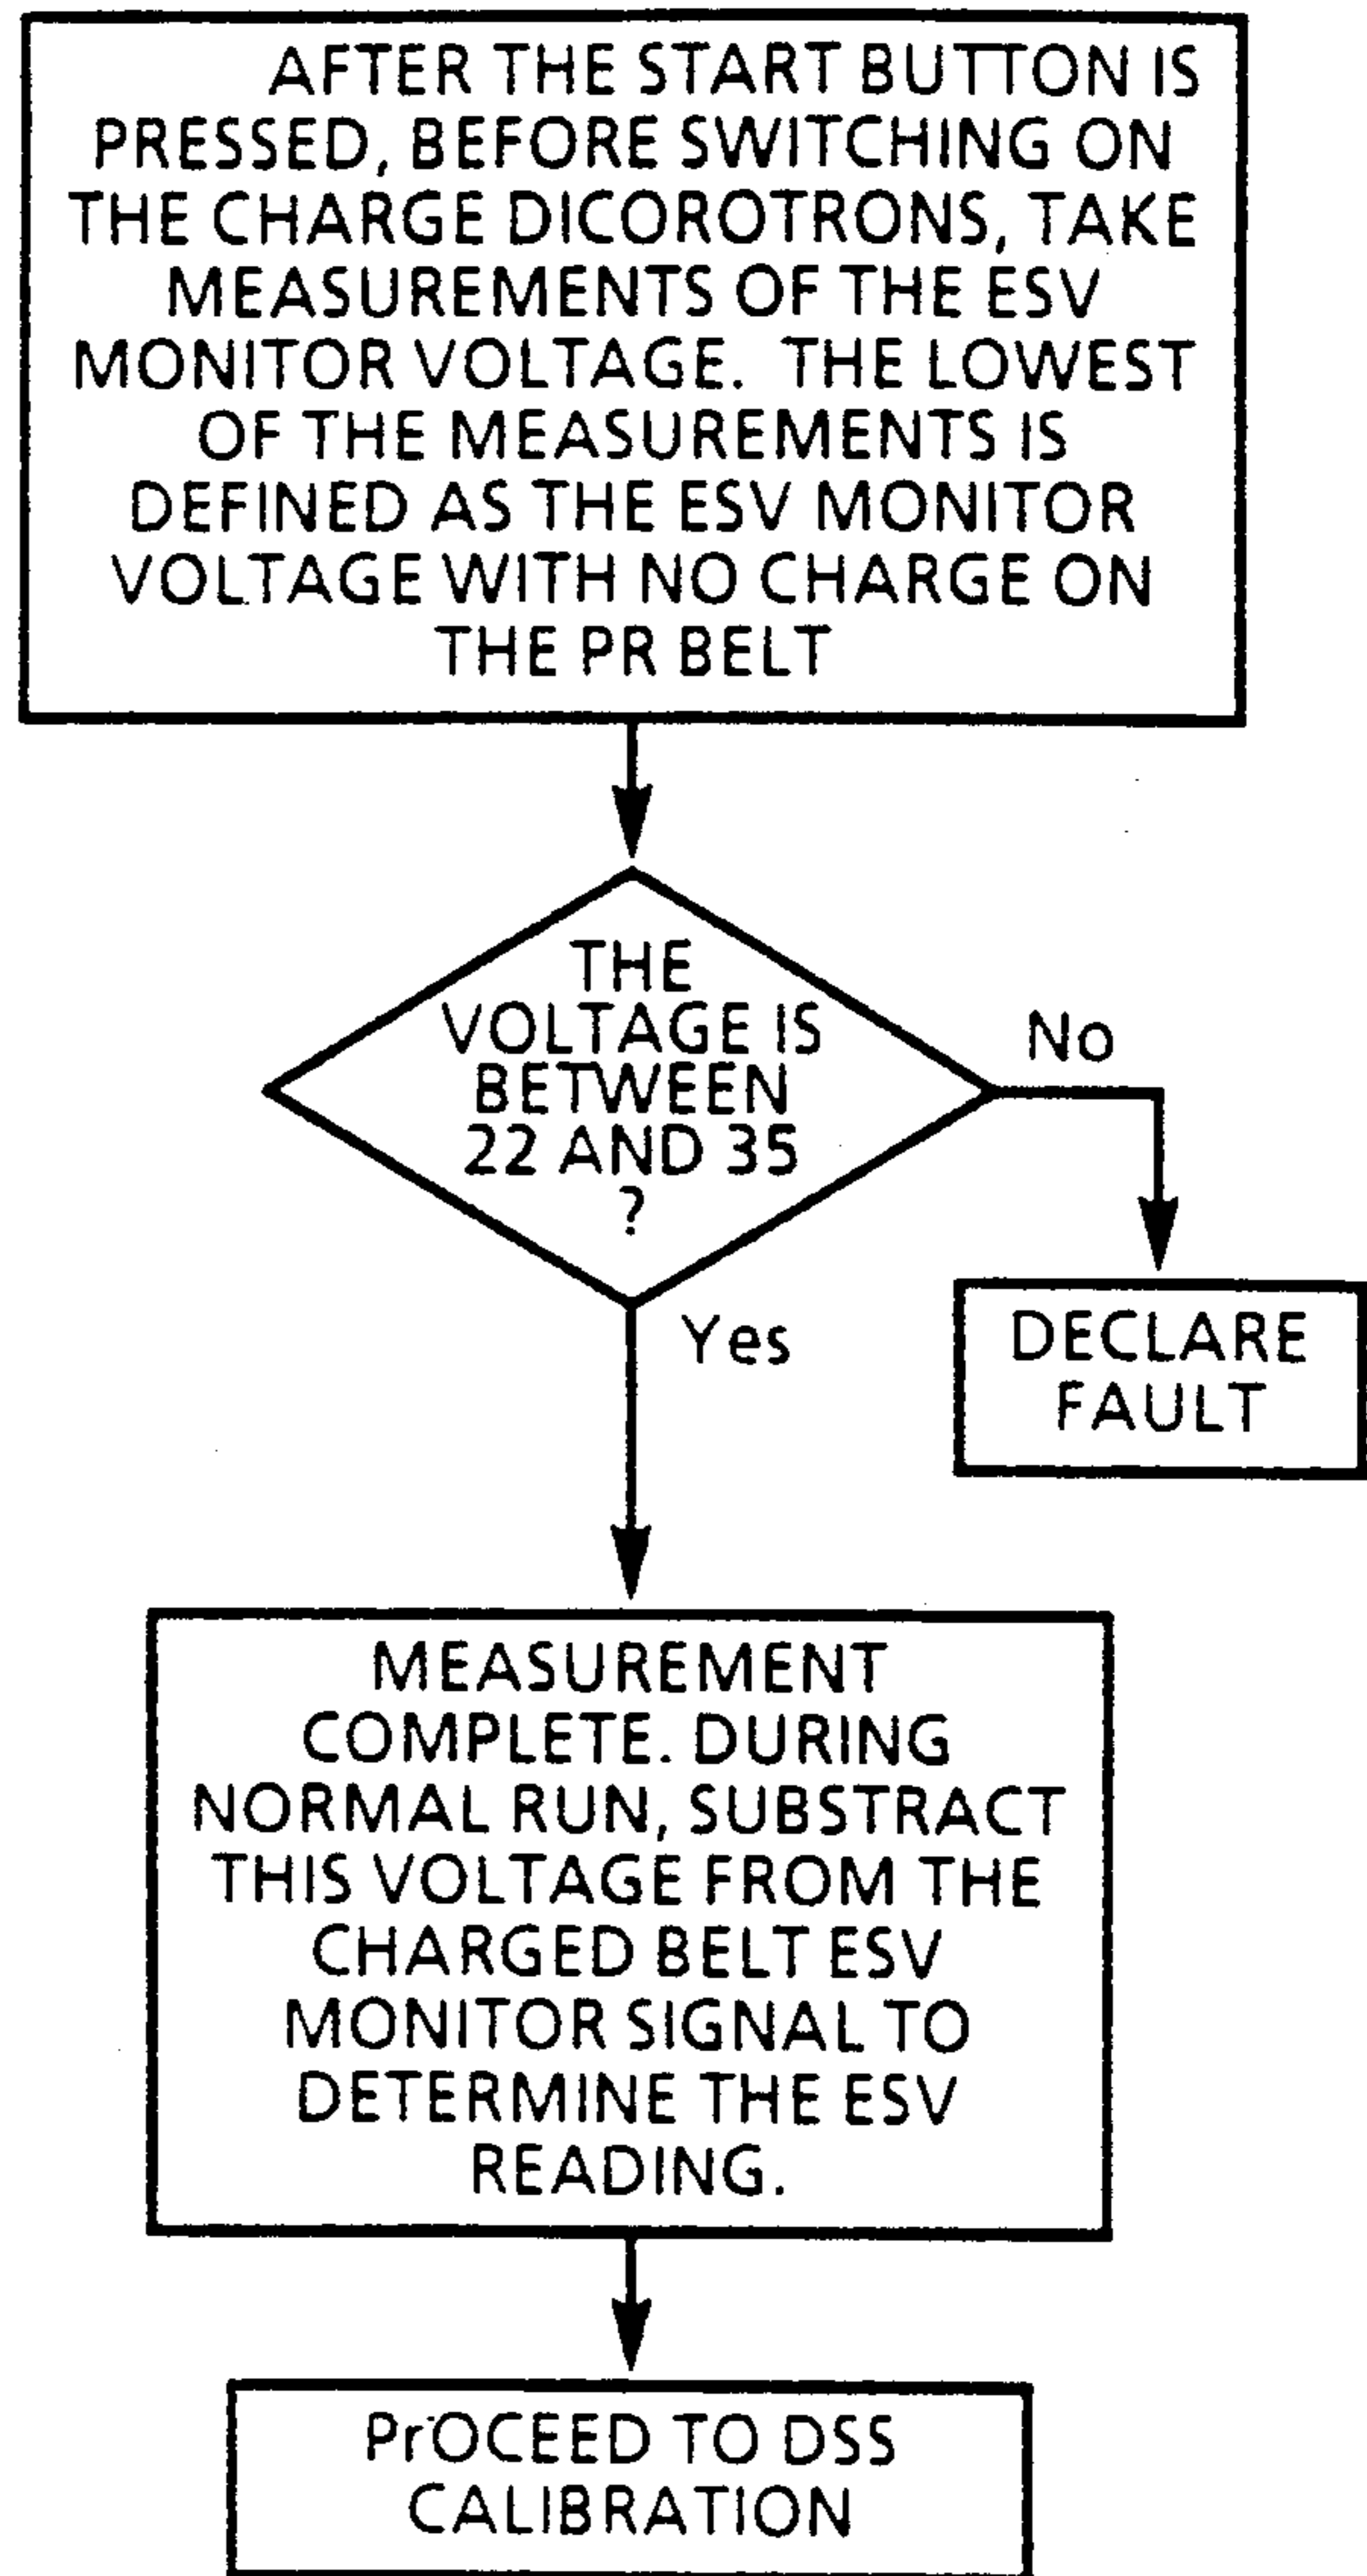 AFTER THE START BUTTON IS
PRESSED, BEFORE SWITCHING ON
THE CHARGE DICOROTRONS, TAKE
MEASUREMENTS OF THE ESV
MONITOR VOLTAGE. THE LOWEST
OF THE MEASUREMENTS IS
DEFINED AS THE ESV MONITOR
VOLTAGE WITH NO CHARGE ON
THE PR BELT
THE
VOLTAGE IS
BETWEEN
22 AND 35
?
No
Yes
DECLARE
FAULT
MEASUREMENT
COMPLETE. DURING
NORMAL RUN, SUBSTRACT
THIS VOLTAGE FROM THE
CHARGED BELT ESV
MONITOR SIGNAL TO
DETERMINE THE ESV
READING.
PrOCEED TO DSS
CALIBRATION